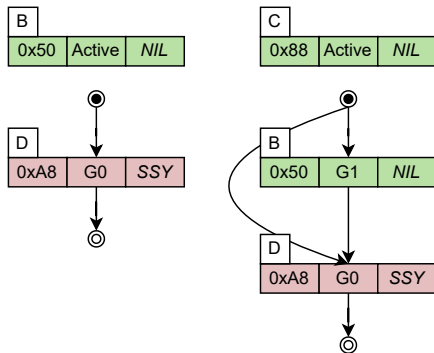 B
0x50 Active NIL
D
0xA8 G0 SSY
C
0x88 Active NIL
B
0x50 G1 NIL
D
0xA8 G0 SSY